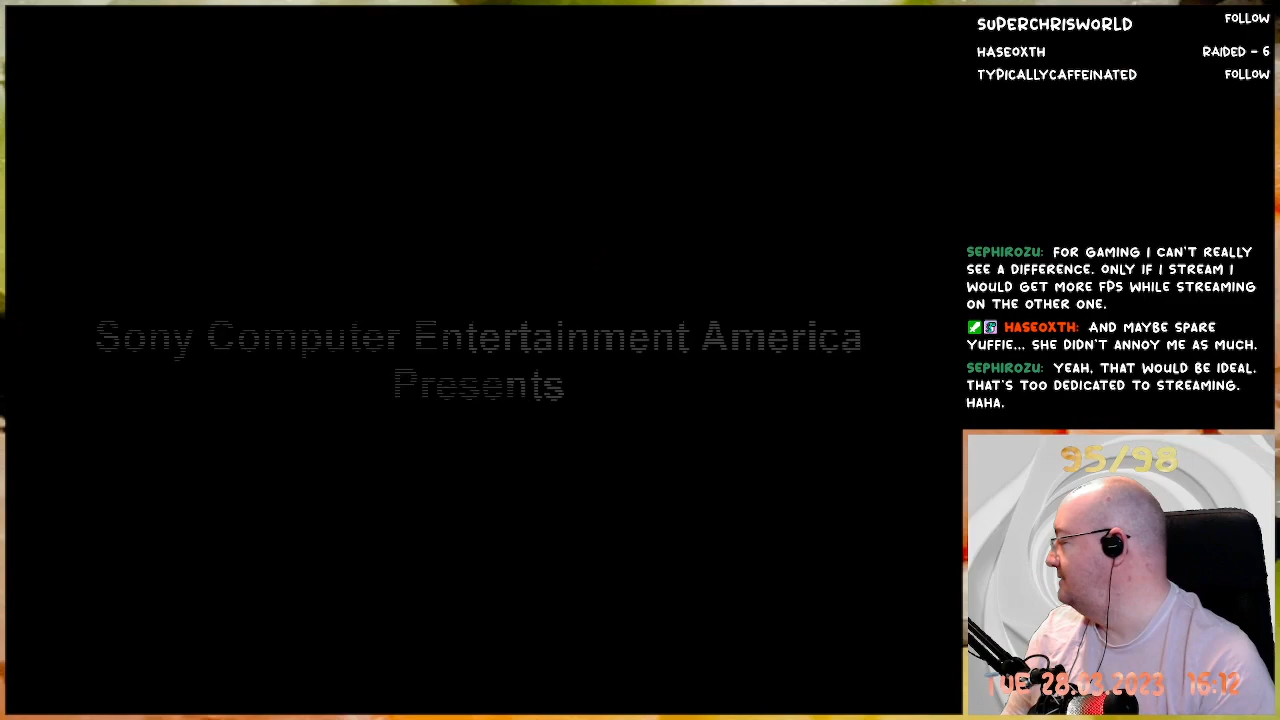 SUPERCHRISWORLD FOLLOW
HASEOXTH RAIDED - 6
TYPICALLYCAFFEINATED FOLLOW
SEPHIROZU: FOR GAMING I CAN'T REALLY
SEE A DIFFERENCE. ONLY IF I STREAM I
WOULD GET MORE FPS WHILE STREAMING
ON THE OTHER ONE.
HASEOXTH: AND MAYBE SPARE
YUFFIE... SHE DIDN'T ANNOY ME AS MUCH.
SEPHIROZU: YEAH, THAT WOULD BE IDEAL.
THAT'S TOO DEDICATED TO STREAMING.
HAHA.
Sony Computer Entertainment America
Presents
95/98
TUE 28.03.2023 16:12